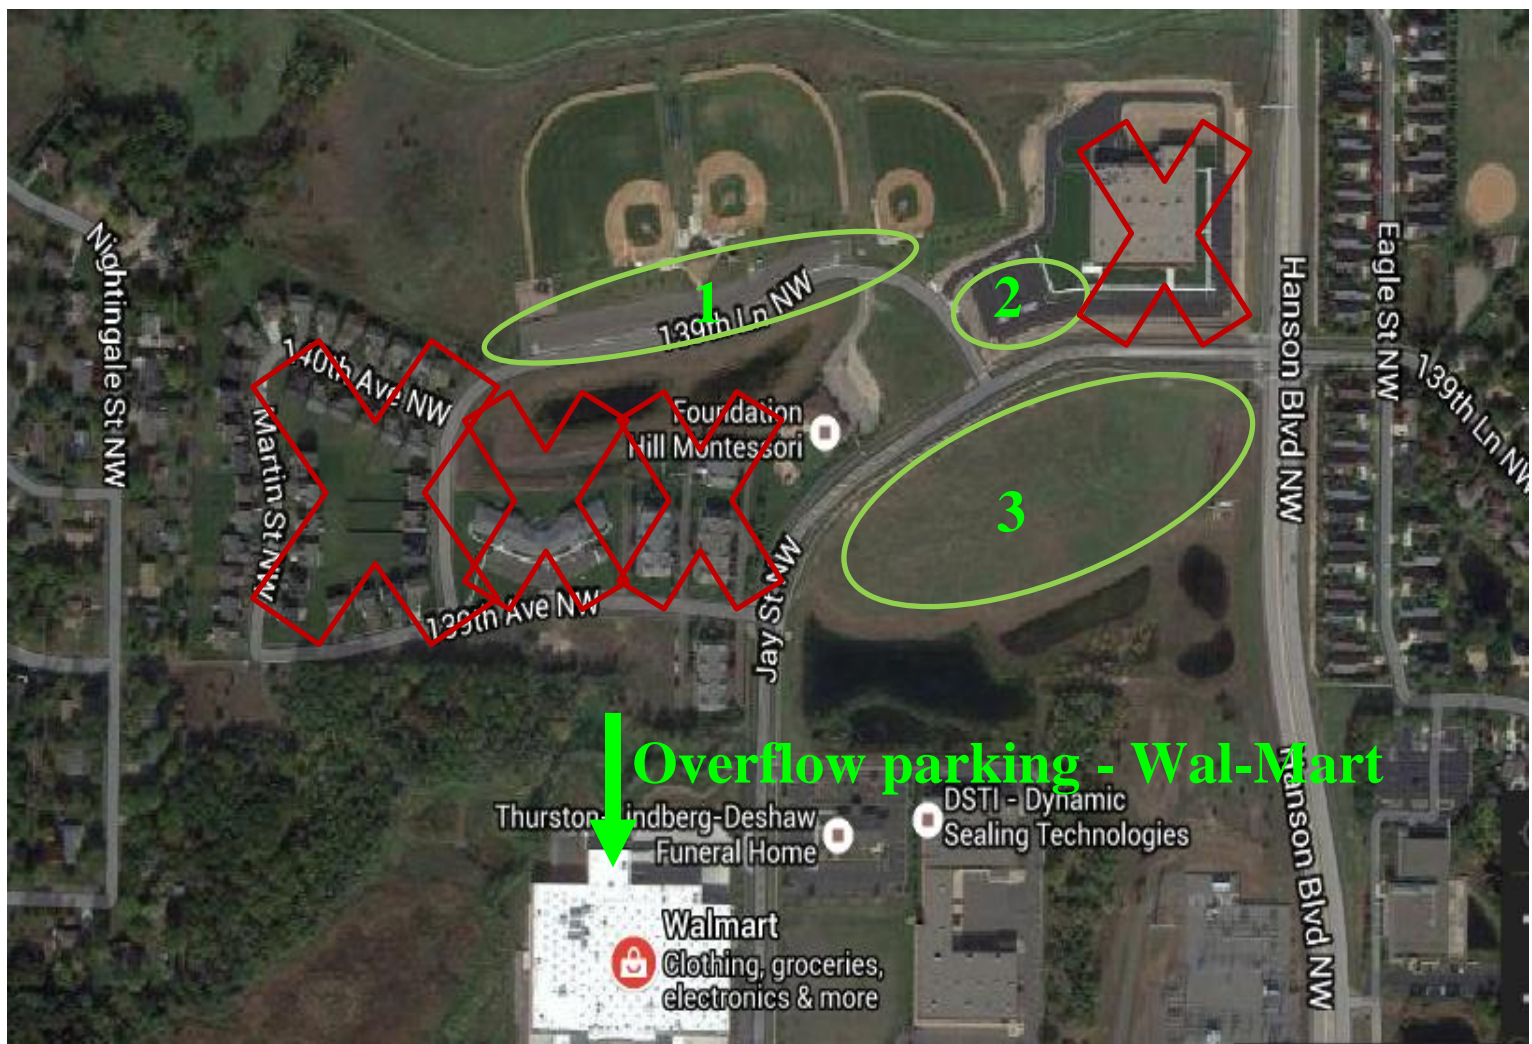 Nightingale St NW
140th Ave NW
Martin St NW
139th Ln NW
1
2
3
Foundation
Hill Montessori
139th Ave NW
Jay St NW
Hanson Blvd NW
Eagle St NW
139th Ln NW
Overflow parking - Wal-Mart
Thurston-Lindberg-Deshaw
Funeral Home
DSTI - Dynamic
Sealing Technologies
Hanson Blvd NW
Walmart
Clothing, groceries,
electronics & more